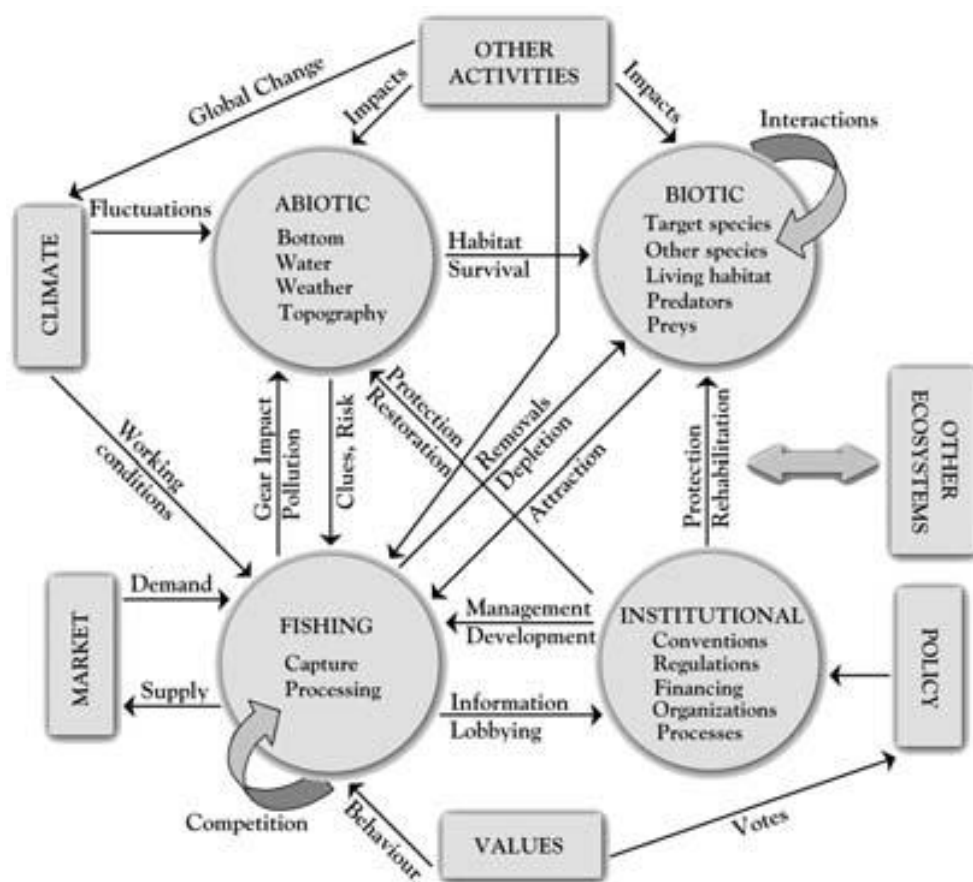 OTHER
ACTIVITIES
Global Change
Impacts
Impacts
Interactions
CLIMATE
Fluctuations
ABIOTIC
Bottom
Water
Weather
Topography
Habitat
Survival
BIOTIC
Target species
Other species
Living habitat
Predators
Preys
Working
conditions
Gear Impact
Pollution
Clues, Risk
Protection
Restoration
Removals
Depletion
Attraction
Protection
Rehabilitation
OTHER
ECOSYSTEMS
MARKET
Demand
Supply
FISHING
Capture
Processing
Management
Development
Information
Lobbying
INSTITUTIONAL
Conventions
Regulations
Financing
Organizations
Processes
POLICY
Competition
Behaviour
VALUES
Votes